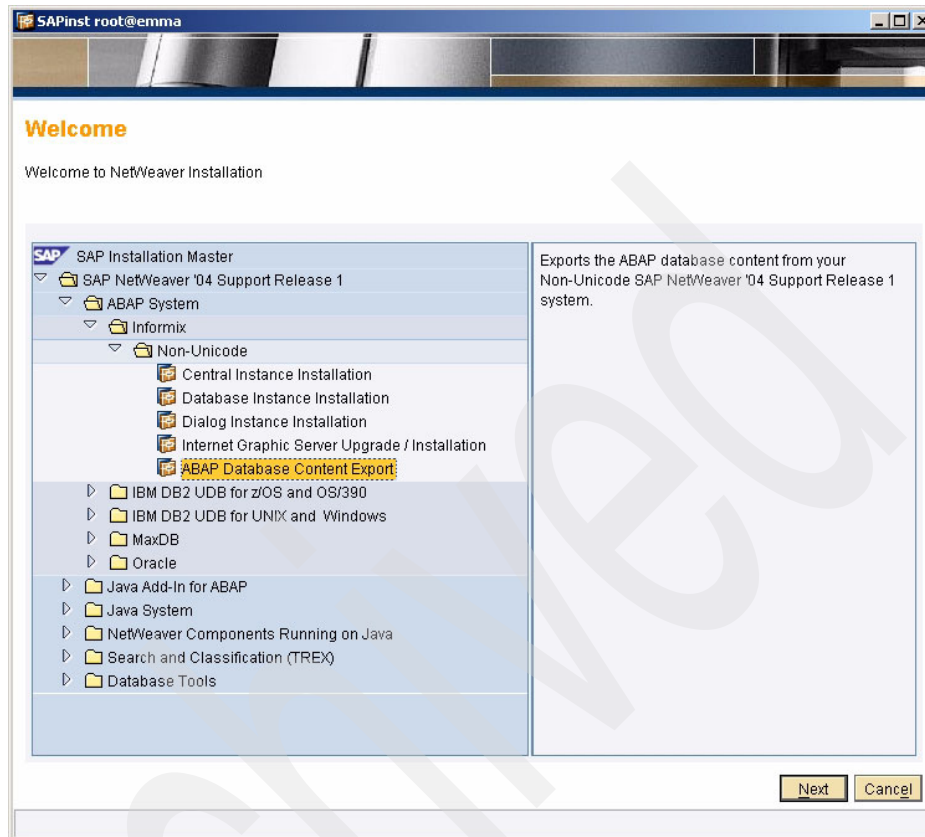 SAPinst root@emma
Welcome
Welcome to NetWeaver Installation
SAP SAP Installation Master
SAP NetWeaver '04 Support Release 1
ABAP System
Informix
Non-Unicode
Central Instance Installation
Database Instance Installation
Dialog Instance Installation
Internet Graphic Server Upgrade / Installation
ABAP Database Content Export
IBM DB2 UDB for z/OS and OS/390
IBM DB2 UDB for UNIX and Windows
MaxDB
Oracle
Java Add-In for ABAP
Java System
NetWeaver Components Running on Java
Search and Classification (TREX)
Database Tools
Exports the ABAP database content from your
Non-Unicode SAP NetWeaver '04 Support Release 1
system.
Next Cancel